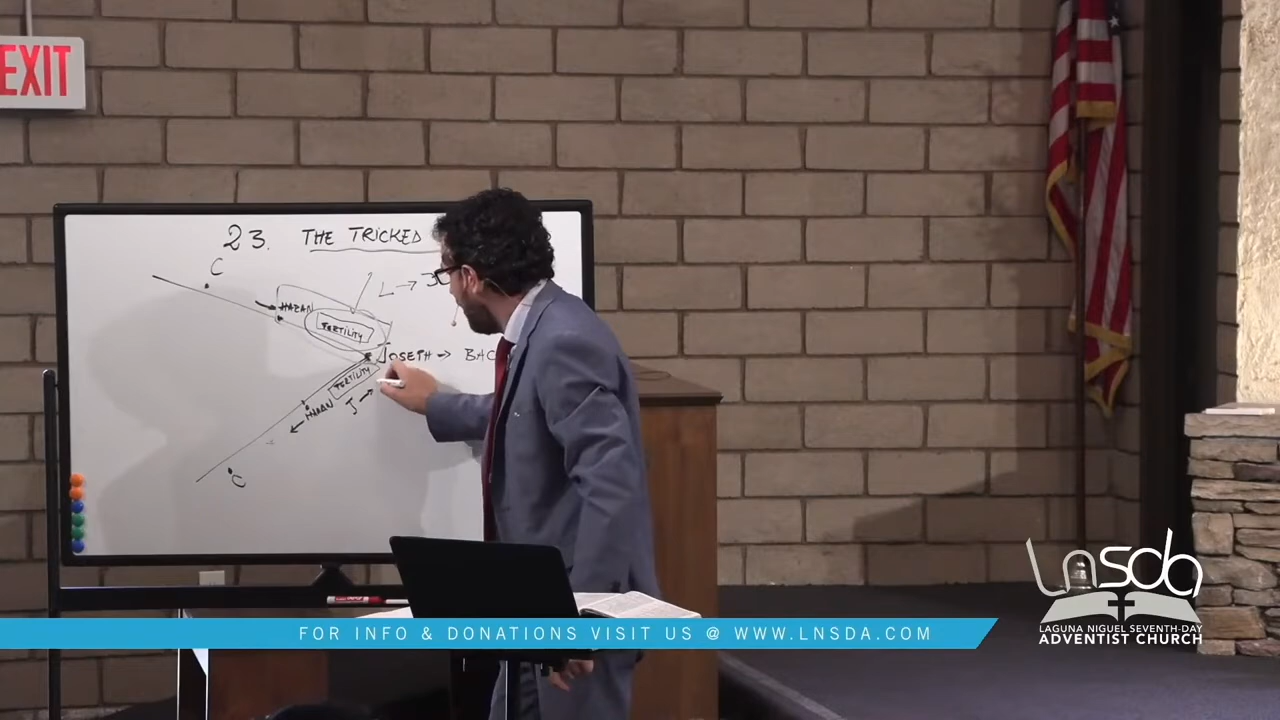 EXIT
23. THE TRICKED
C
L →
HARAN
FERTILITY
JOSEPH → BAC
FERTILITY
HARAN
J →
C
LNSDA
LAGUNA NIGUEL SEVENTH-DAY
ADVENTIST CHURCH
FOR INFO & DONATIONS VISIT US @ WWW.LNSDA.COM